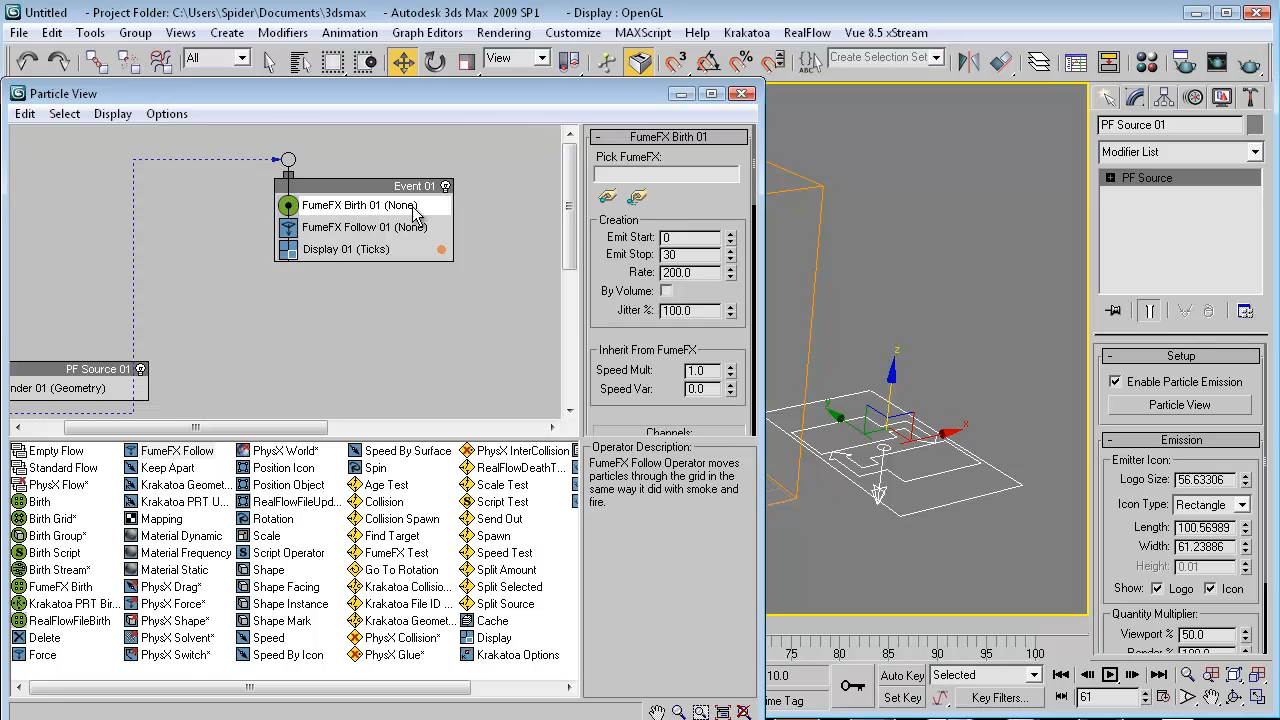 Untitled - Project Folder: C:\Users\Spider\Documents\3dsmax - Autodesk 3ds Max 2009 SP1 - Display : OpenGL
File Edit Tools Group Views Create Modifiers Animation Graph Editors Rendering Customize MAXScript Help Krakatoa RealFlow Vue 8.5 xStream
All View Create Selection Set
Particle View
Edit Select Display Options
Event 01
FumeFX Birth 01 (None)
FumeFX Follow 01 (None)
Display 01 (Ticks)
PF Source 01
nder 01 (Geometry)
FumeFX Birth 01
Pick FumeFX:
Creation
Emit Start: 0
Emit Stop: 30
Rate: 200.0
By Volume:
Jitter %: 100.0
Inherit From FumeFX
Speed Mult: 1.0
Speed Var: 0.0
Channels:
Operator Description:
FumeFX Follow Operator moves
particles through the grid in the
same way it did with smoke and
fire.
Empty Flow FumeFX Follow PhysX World* Speed By Surface PhysX InterCollision
Standard Flow Keep Apart Position Icon Spin RealFlowDeathT...
PhysX Flow* Krakatoa Geomet... Position Object Age Test Scale Test
Birth Krakatoa PRT U... RealFlowFileUpd... Collision Script Test
Birth Grid* Mapping Rotation Collision Spawn Send Out
Birth Group* Material Dynamic Scale Find Target Spawn
Birth Script Material Frequency Script Operator FumeFX Test Speed Test
Birth Stream* Material Static Shape Go To Rotation Split Amount
FumeFX Birth PhysX Drag* Shape Facing Krakatoa Collisio... Split Selected
Krakatoa PRT Bir... PhysX Force* Shape Instance Krakatoa File ID ... Split Source
RealFlowFileBirth PhysX Shape* Shape Mark Krakatoa Geomet... Cache
Delete PhysX Solvent* Speed PhysX Collision* Display
Force PhysX Switch* Speed By Icon PhysX Glue* Krakatoa Options
z
x
PF Source 01
Modifier List
PF Source
Setup
Enable Particle Emission
Particle View
Emission
Emitter Icon:
Logo Size: 56.63306
Icon Type: Rectangle
Length: 100.56989
Width: 61.23886
Height: 0.01
Show: Logo Icon
Quantity Multiplier:
Viewport % 50.0
75 80 85 90 95 100
10.0 Auto Key Selected
ime Tag Set Key Key Filters... 61